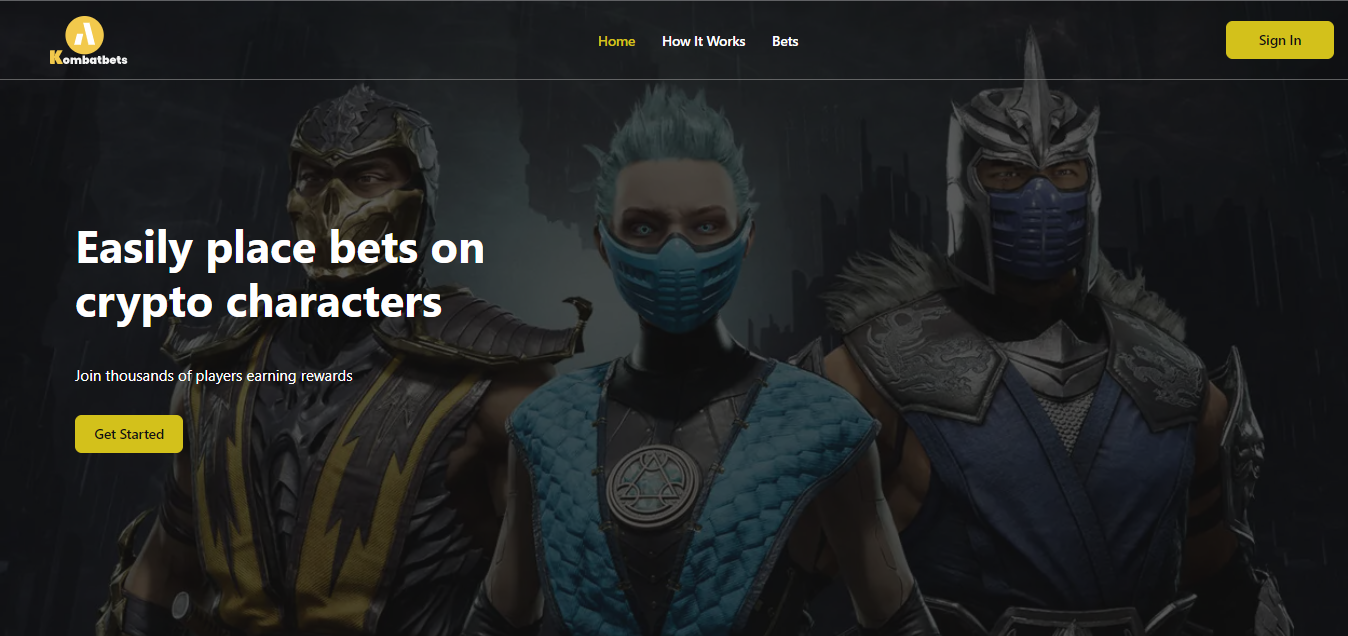 Kombatbets
Home How It Works Bets
Sign In
Easily place bets on
crypto characters
Join thousands of players earning rewards
Get Started